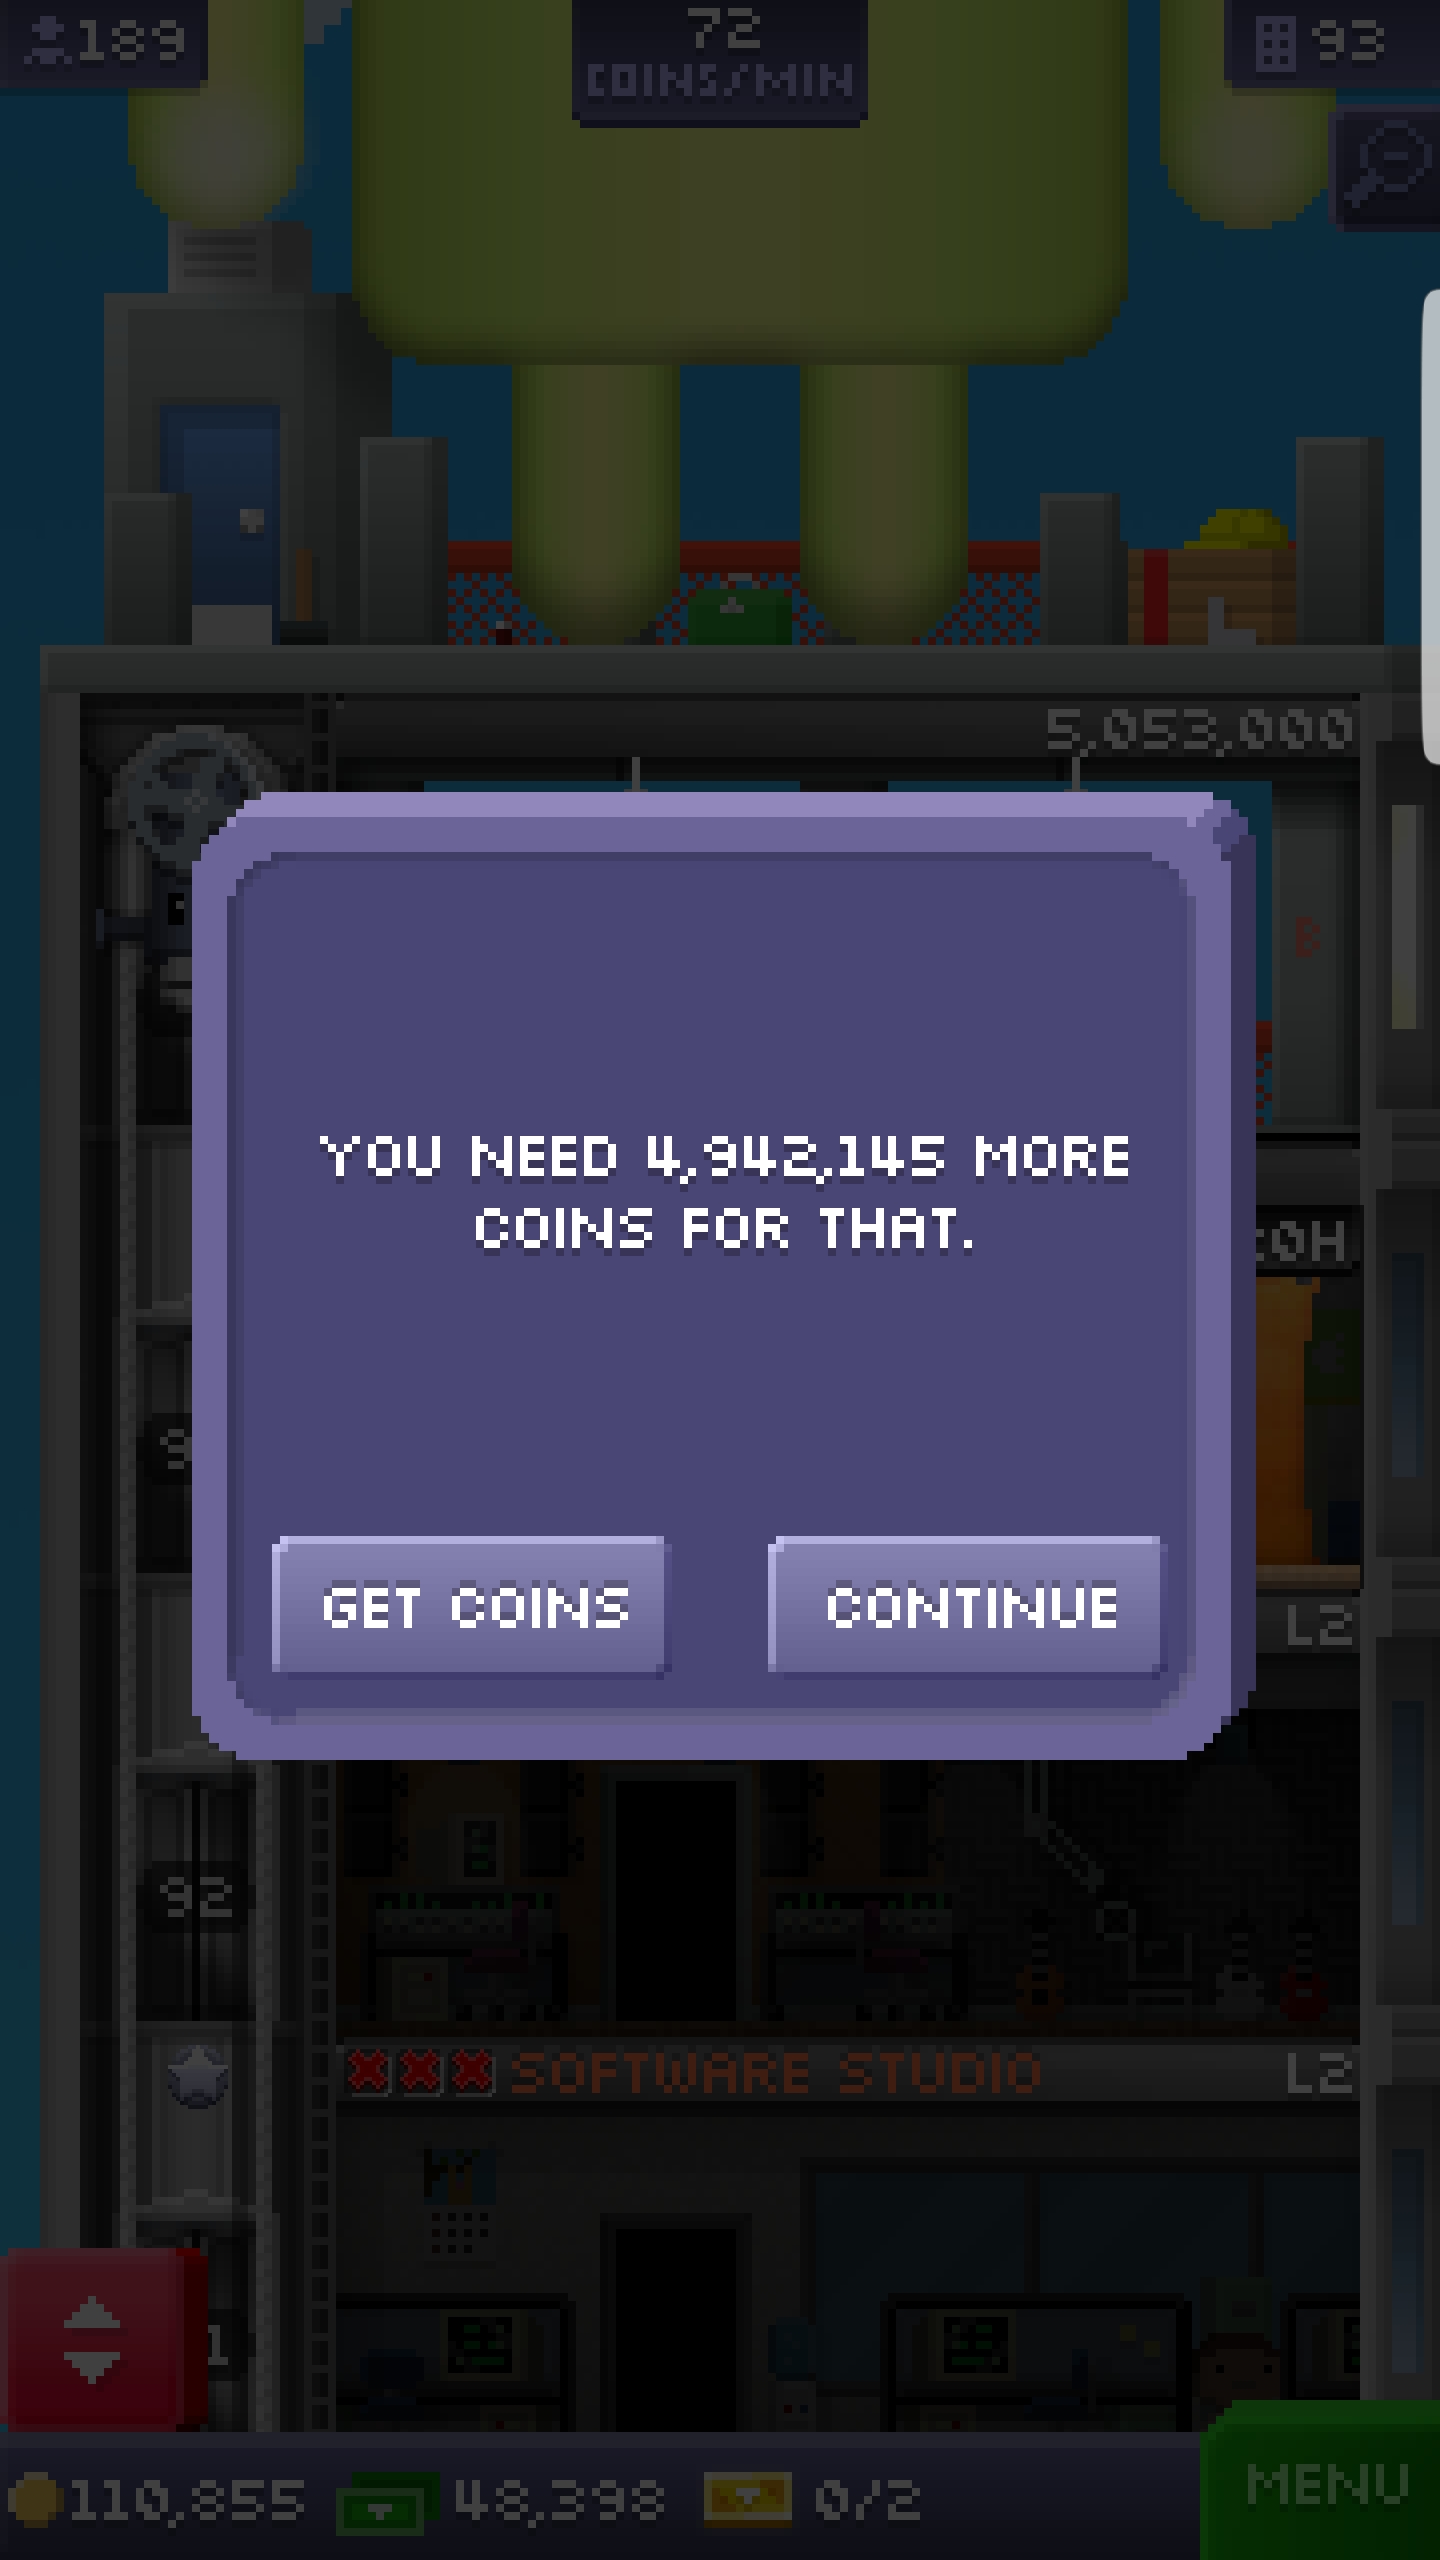 189
72
COINS/MIN
93
5,053,000
B
YOU NEED 4,942,145 MORE
COINS FOR THAT.
GET COINS
CONTINUE
L2
92
SOFTWARE STUDIO
L2
110,855
48,398
0/2
MENU